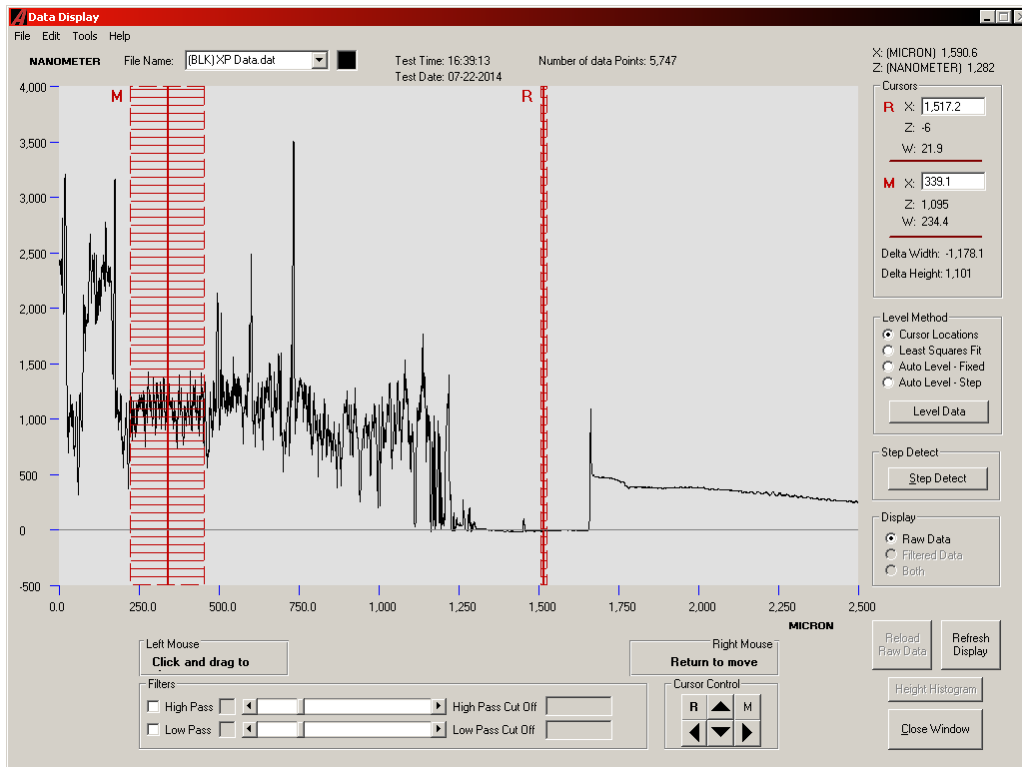 Data Display
File Edit Tools Help
NANOMETER File Name: (BLK) XP Data.dat Test Time: 16:39:13 Number of data Points: 5,747
Test Date: 07-22-2014
X: (MICRON) 1,590.6
Z: (NANOMETER) 1,282
4,000
3,500
3,000
2,500
2,000
1,500
1,000
500
0
-500
M R
0.0 250.0 500.0 750.0 1,000 1,250 1,500 1,750 2,000 2,250 2,500
MICRON
Cursors
R X: 1,517.2
Z: -6
W: 21.9
M X: 339.1
Z: 1,095
W: 234.4
Delta Width: -1,178.1
Delta Height: 1,101
Level Method
Cursor Locations
Least Squares Fit
Auto Level - Fixed
Auto Level - Step
Level Data
Step Detect
Step Detect
Display
Raw Data
Filtered Data
Both
Left Mouse
Click and drag to
Right Mouse
Return to move
Filters
High Pass High Pass Cut Off
Low Pass Low Pass Cut Off
Cursor Control
R M
Reload
Raw Data
Refresh
Display
Height Histogram
Close Window